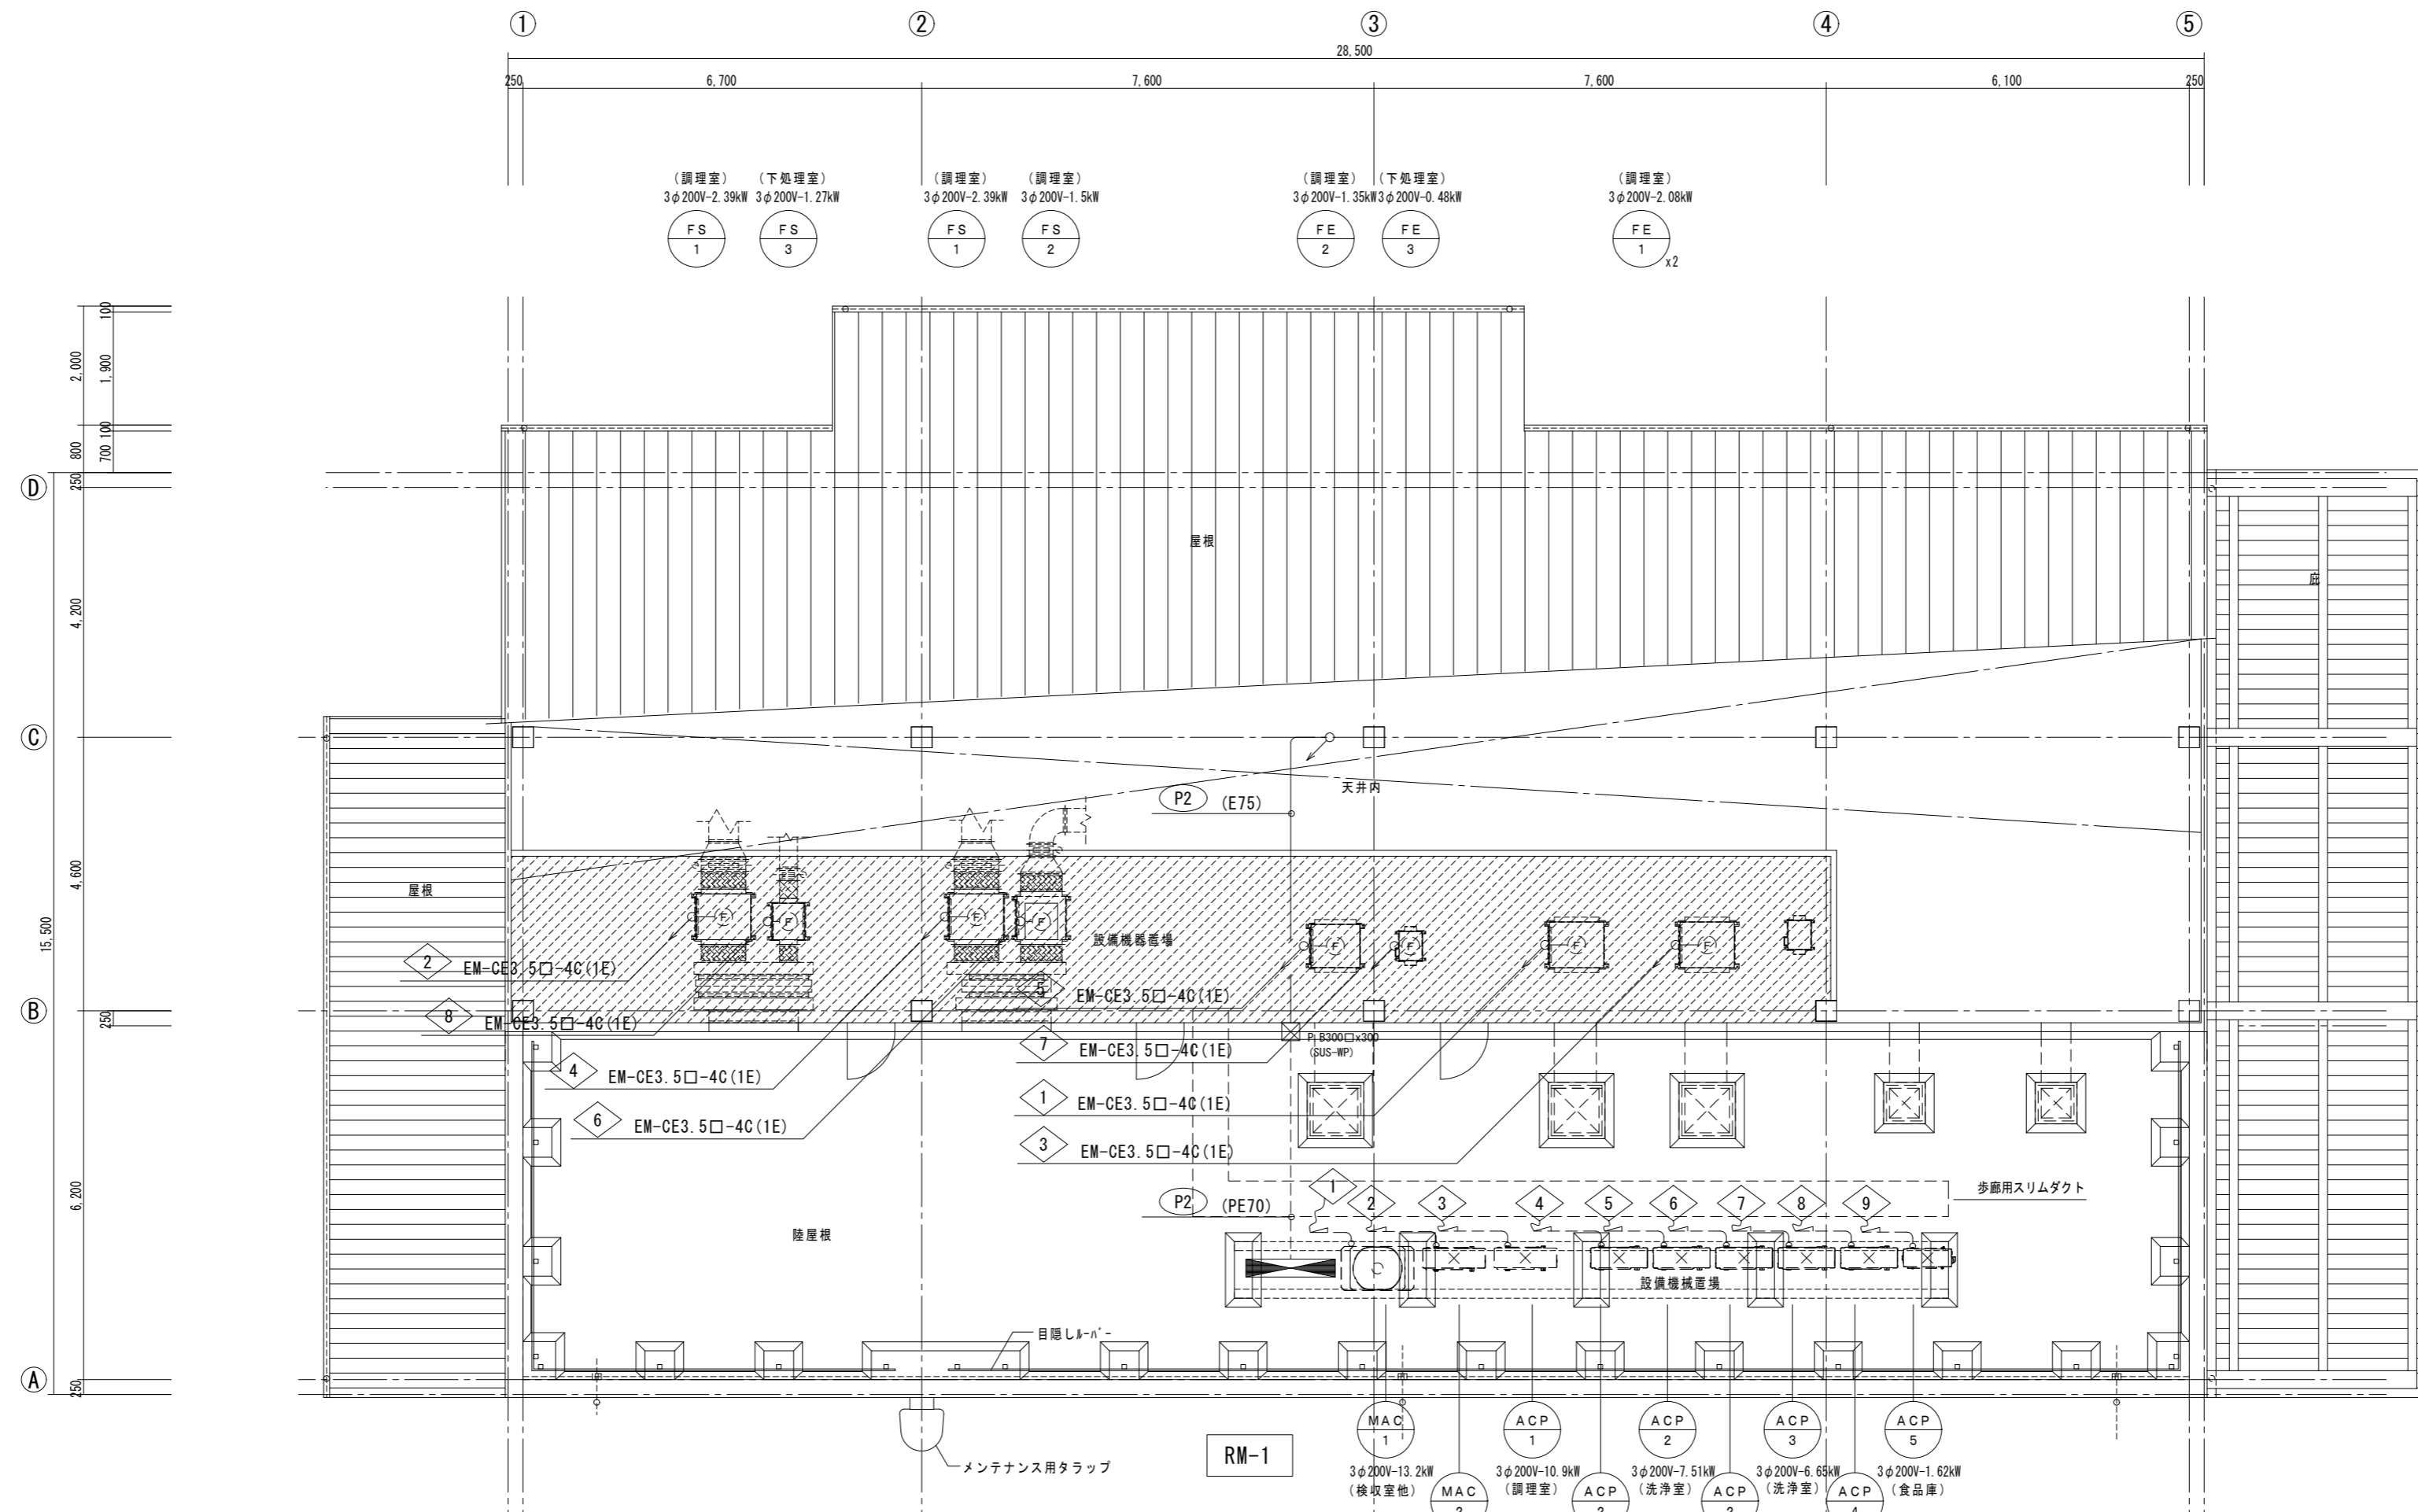 ① ② ③ ④ ⑤
28,500
250 6,700 7,600 7,600 6,100 250
(調理室) (下処理室) (調理室) (調理室) (調理室) (下処理室) (調理室)
3φ200V-2.39kW 3φ200V-1.27kW 3φ200V-2.39kW 3φ200V-1.5kW 3φ200V-1.35kW 3φ200V-0.48kW 3φ200V-2.08kW
FS FS FS FS FE FE FE
1 3 1 2 2 3 1
x2
100
2,000 1,900
100
800 700
250
Ⓓ
屋根
庇
4,200
Ⓒ
天井内
P2 (E75)
4,600
屋根
15,500
設備機器置場
2 EM-CE3.5□-4C(1E)
5 EM-CE3.5□-4C(1E)
Ⓑ
250
8 EM-CE3.5□-4C(1E)
P.B300□x300
(SUS-WP)
7 EM-CE3.5□-4C(1E)
4 EM-CE3.5□-4C(1E)
1 EM-CE3.5□-4C(1E)
6 EM-CE3.5□-4C(1E)
3 EM-CE3.5□-4C(1E)
6,200
P2 (PE70)
1 2 3 4 5 6 7 8 9
歩廊用スリムダクト
陸屋根
設備機械置場
目隠しルーバー
Ⓐ
250
メンテナンス用タラップ
RM-1
MAC ACP ACP ACP ACP
1 1 2 3 5
3φ200V-13.2kW 3φ200V-10.9kW 3φ200V-7.51kW 3φ200V-6.65kW 3φ200V-1.62kW
(検収室他) (調理室) (洗浄室) (洗浄室) (食品庫)
MAC ACP ACP ACP